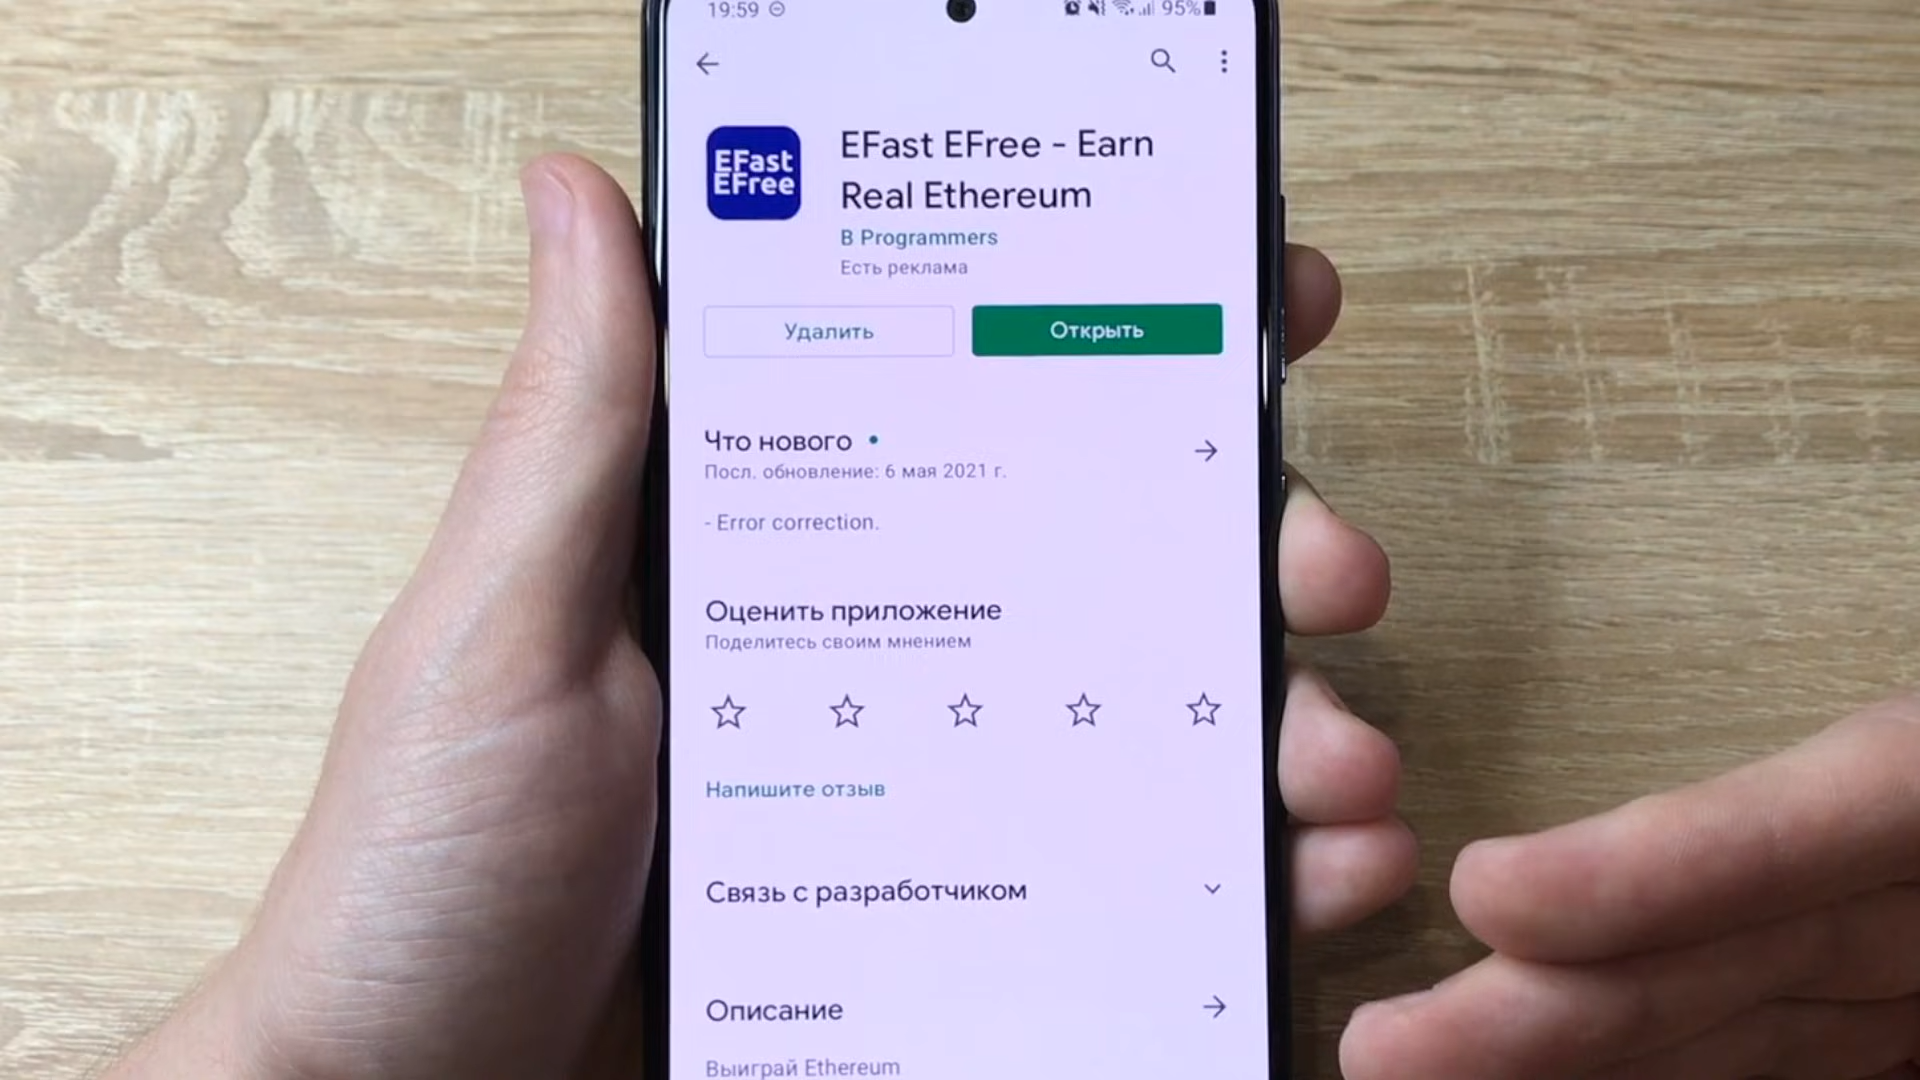 19:59
95%
EFast
EFree
EFast EFree - Earn
Real Ethereum
B Programmers
Есть реклама
Удалить
Открыть
Что нового
Посл. обновление: 6 мая 2021 г.
- Error correction.
Оценить приложение
Поделитесь своим мнением
Напишите отзыв
Связь с разработчиком
Описание
Выиграй Ethereum